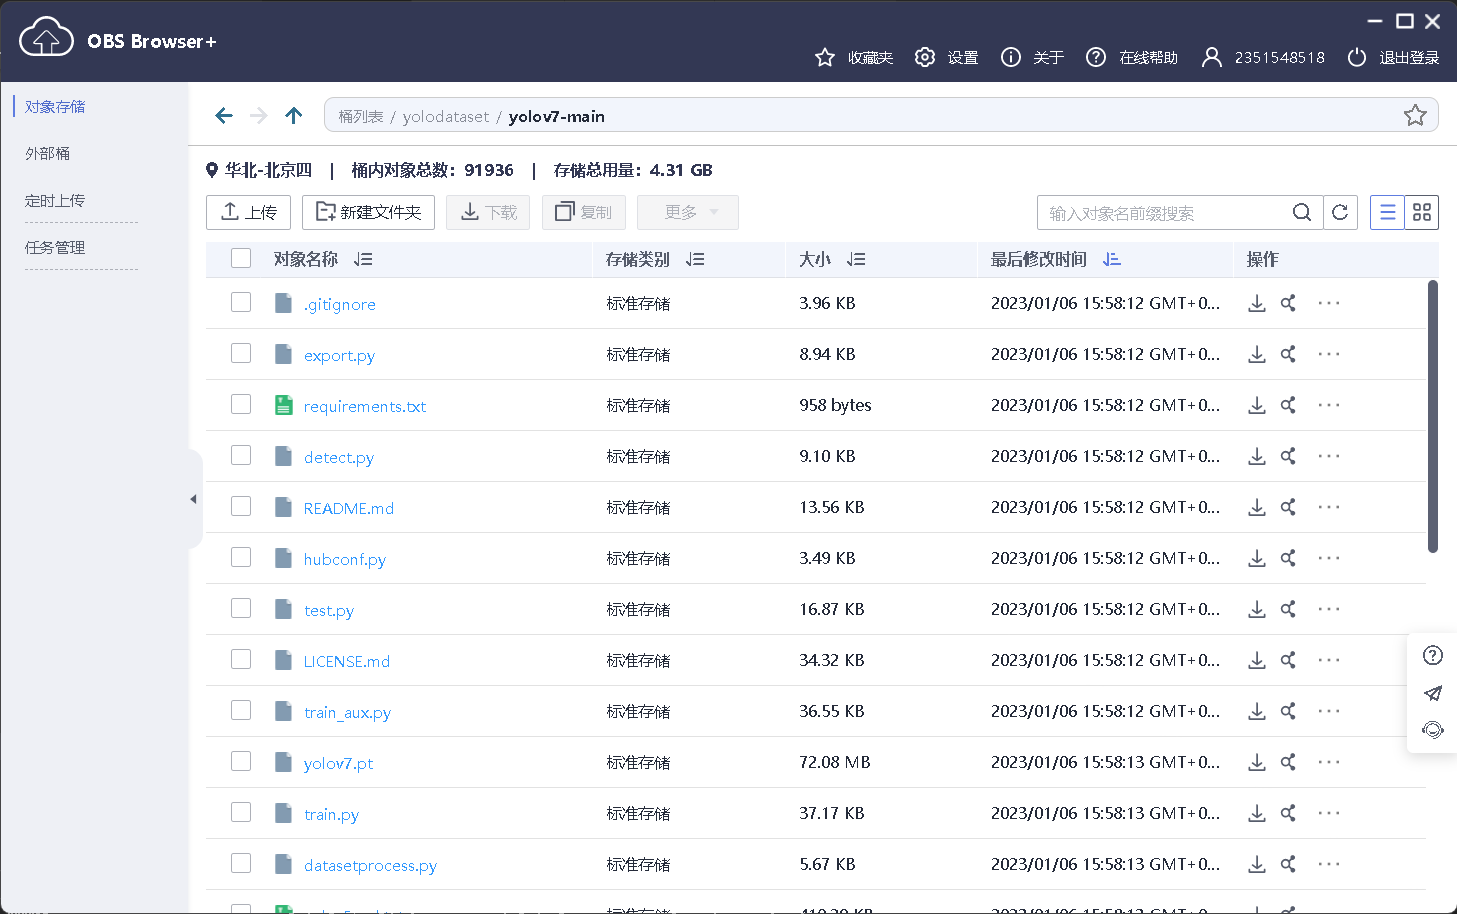 OBS Browser+
收藏夹 设置 关于 在线帮助 2351548518 退出登录
对象存储
外部桶
定时上传
任务管理
桶列表 / yolodataset / yolov7-main
华北-北京四 | 桶内对象总数：91936 | 存储总用量：4.31 GB
上传 新建文件夹 下载 复制 更多 输入对象名前缀搜索
对象名称 存储类别 大小 最后修改时间 操作
.gitignore 标准存储 3.96 KB 2023/01/06 15:58:12 GMT+0...
export.py 标准存储 8.94 KB 2023/01/06 15:58:12 GMT+0...
requirements.txt 标准存储 958 bytes 2023/01/06 15:58:12 GMT+0...
detect.py 标准存储 9.10 KB 2023/01/06 15:58:12 GMT+0...
README.md 标准存储 13.56 KB 2023/01/06 15:58:12 GMT+0...
hubconf.py 标准存储 3.49 KB 2023/01/06 15:58:12 GMT+0...
test.py 标准存储 16.87 KB 2023/01/06 15:58:12 GMT+0...
LICENSE.md 标准存储 34.32 KB 2023/01/06 15:58:12 GMT+0...
train_aux.py 标准存储 36.55 KB 2023/01/06 15:58:12 GMT+0...
yolov7.pt 标准存储 72.08 MB 2023/01/06 15:58:13 GMT+0...
train.py 标准存储 37.17 KB 2023/01/06 15:58:13 GMT+0...
datasetprocess.py 标准存储 5.67 KB 2023/01/06 15:58:13 GMT+0...